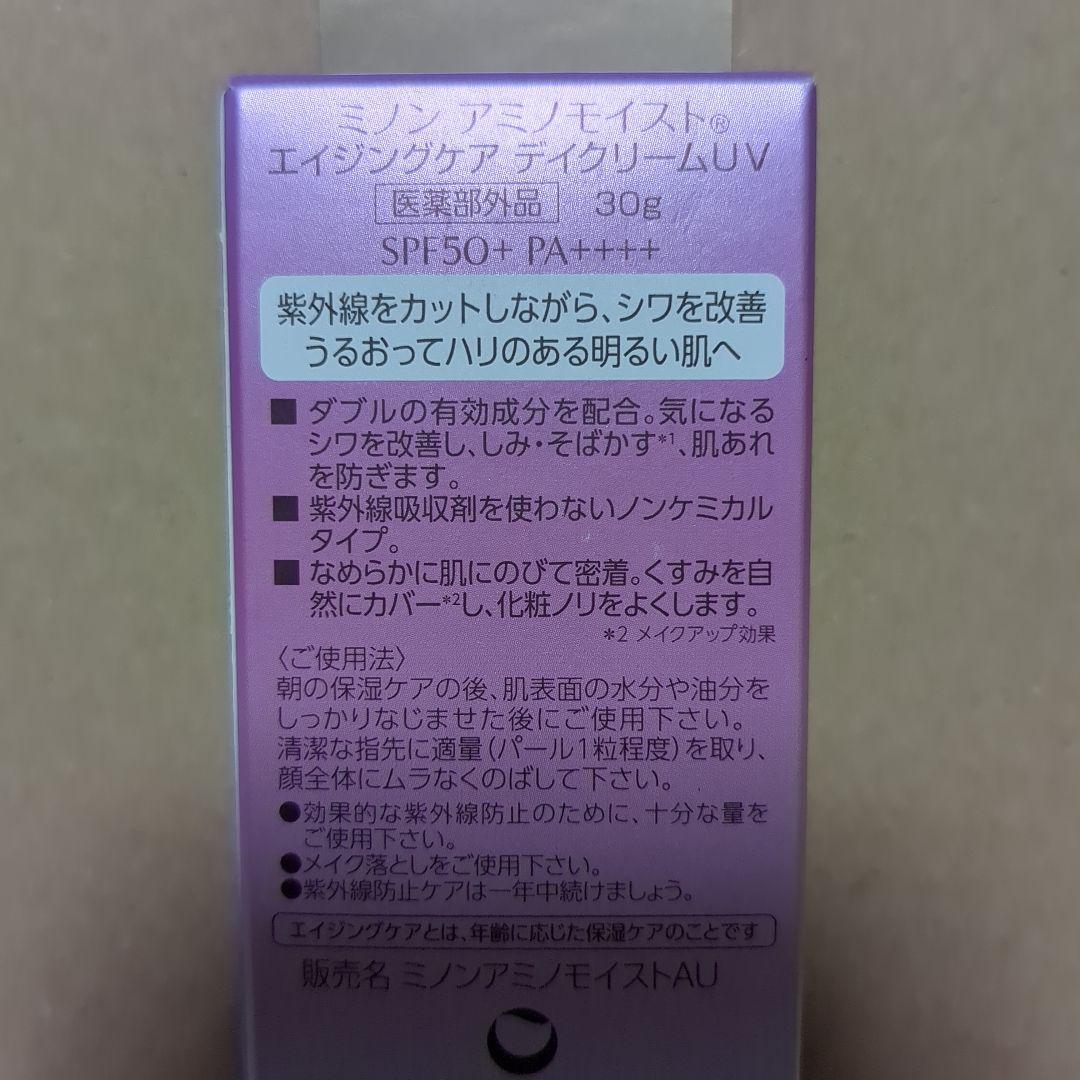 ミノン アミノモイスト®
エイジングケア デイクリームUV
医薬部外品 30g
SPF50+ PA++++
紫外線をカットしながら、シワを改善
うるおってハリのある明るい肌へ
■ ダブルの有効成分を配合。気になる
シワを改善し、しみ・そばかす*1、肌あれ
を防ぎます。
■ 紫外線吸収剤を使わないノンケミカル
タイプ。
■ なめらかに肌にのびて密着。くすみを自
然にカバー*2し、化粧ノリをよくします。
*2 メイクアップ効果
〈ご使用法〉
朝の保湿ケアの後、肌表面の水分や油分を
しっかりなじませた後にご使用下さい。
清潔な指先に適量(パール1粒程度)を取り、
顔全体にムラなくのばして下さい。
●効果的な紫外線防止のために、十分な量を
ご使用下さい。
●メイク落としをご使用下さい。
●紫外線防止ケアは一年中続けましょう。
エイジングケアとは、年齢に応じた保湿ケアのことです
販売名 ミノンアミノモイストAU